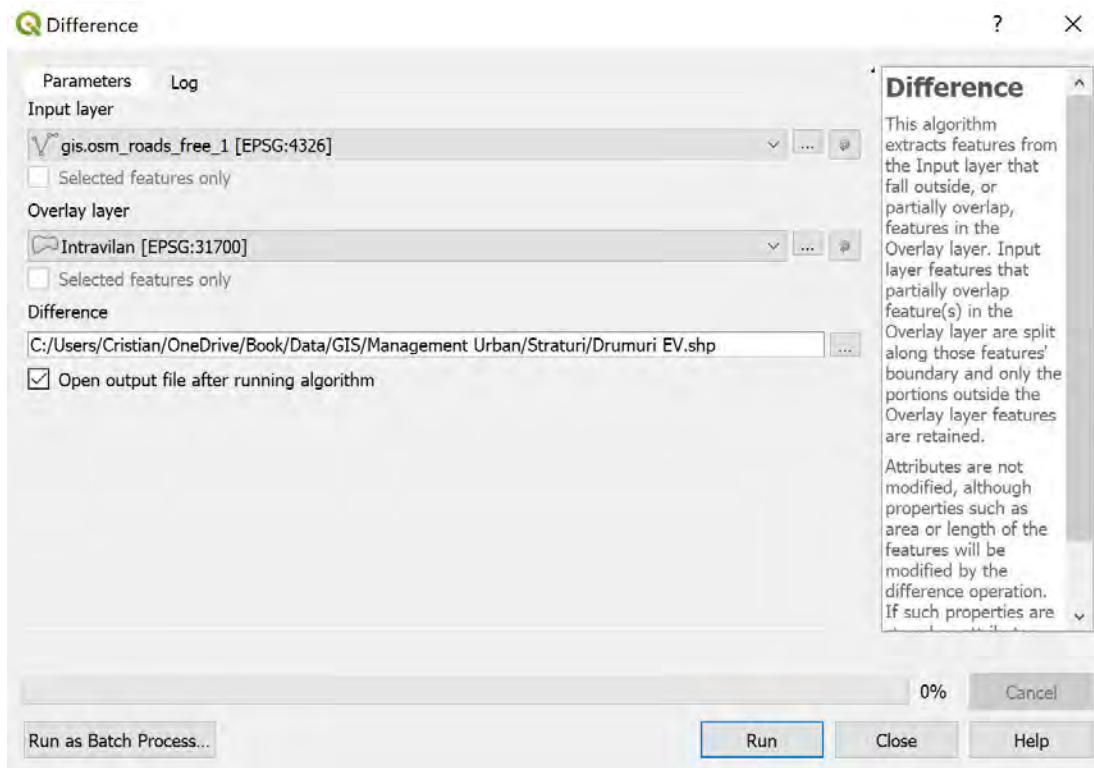 Difference
?
Parameters
Log
Input layer
gis.osm_roads_free_1 [EPSG:4326]
...
Selected features only
Overlay layer
Intravilan [EPSG:31700]
...
Selected features only
Difference
C:/Users/Cristian/OneDrive/Book/Data/GIS/Management Urban/Straturi/Drumuri EV.shp
...
Open output file after running algorithm
Difference
This algorithm
extracts features from
the Input layer that
fall outside, or
partially overlap,
features in the
Overlay layer. Input
layer features that
partially overlap
feature(s) in the
Overlay layer are split
along those features'
boundary and only the
portions outside the
Overlay layer features
are retained.
Attributes are not
modified, although
properties such as
area or length of the
features will be
modified by the
difference operation.
If such properties are
0%
Cancel
Run as Batch Process...
Run
Close
Help